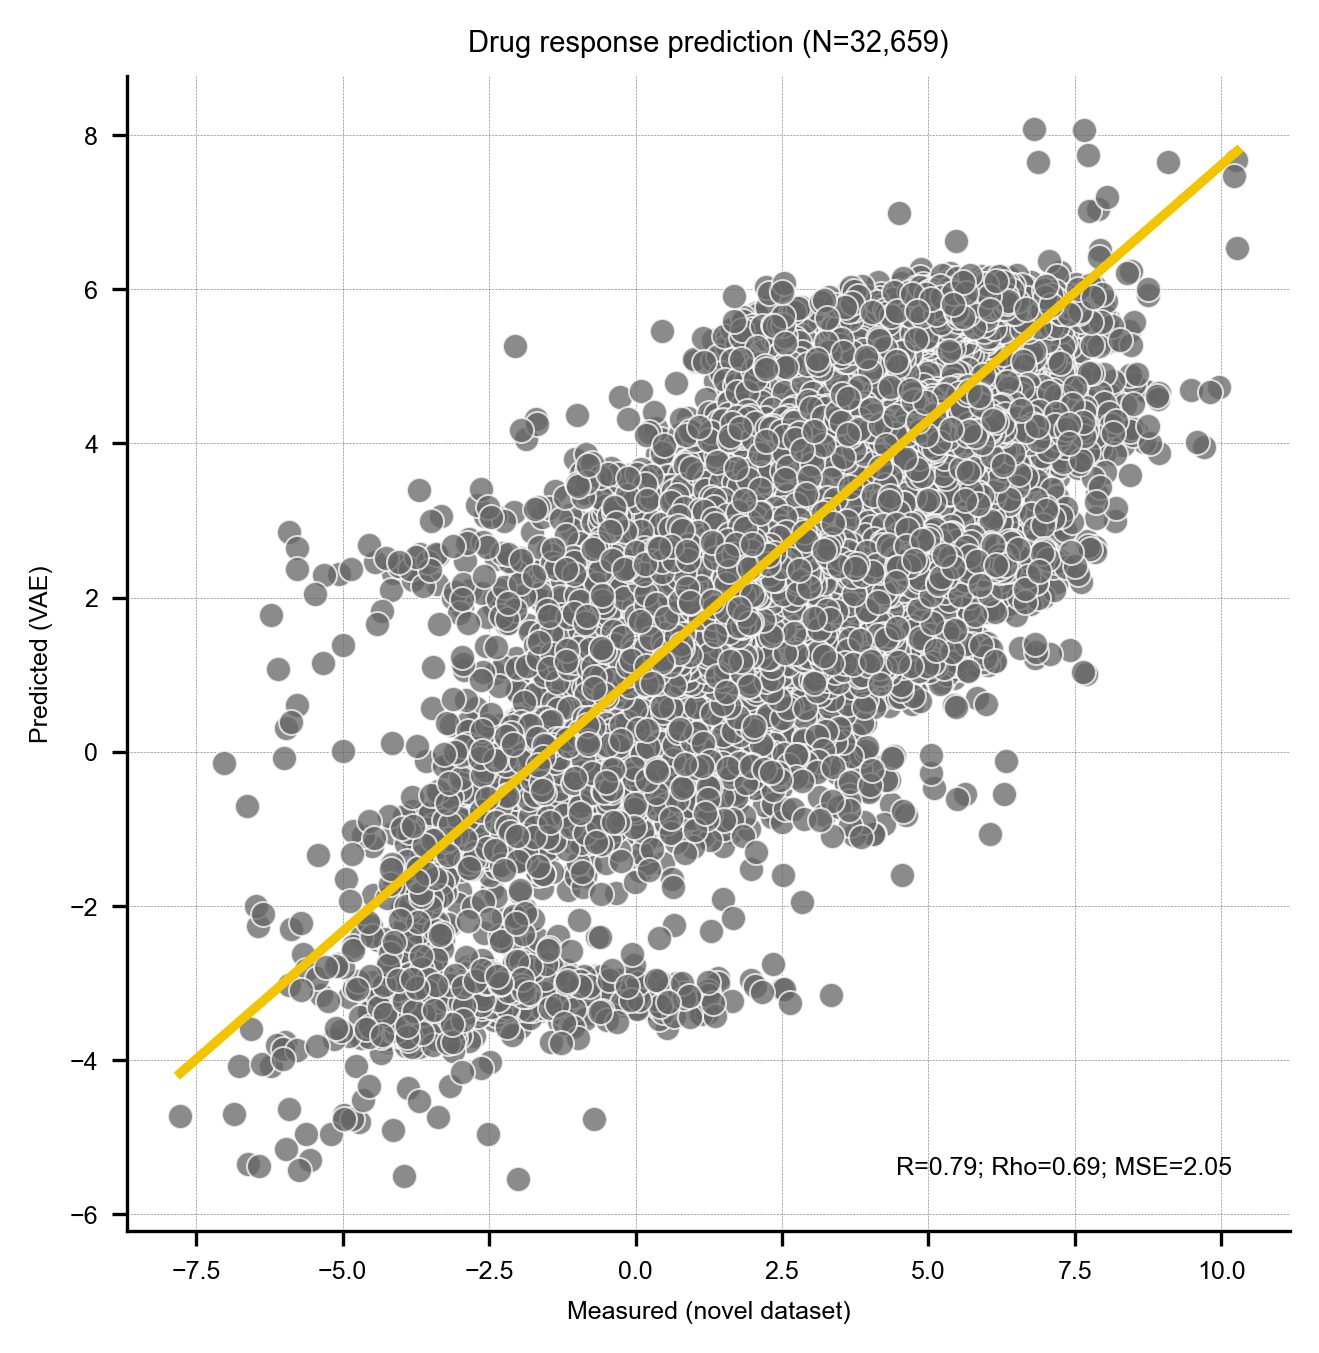 Drug response prediction (N=32,659)
8
6
4
2
0
−2
−4
−6
Predicted (VAE)
R=0.79; Rho=0.69; MSE=2.05
−7.5 −5.0 −2.5 0.0 2.5 5.0 7.5 10.0
Measured (novel dataset)